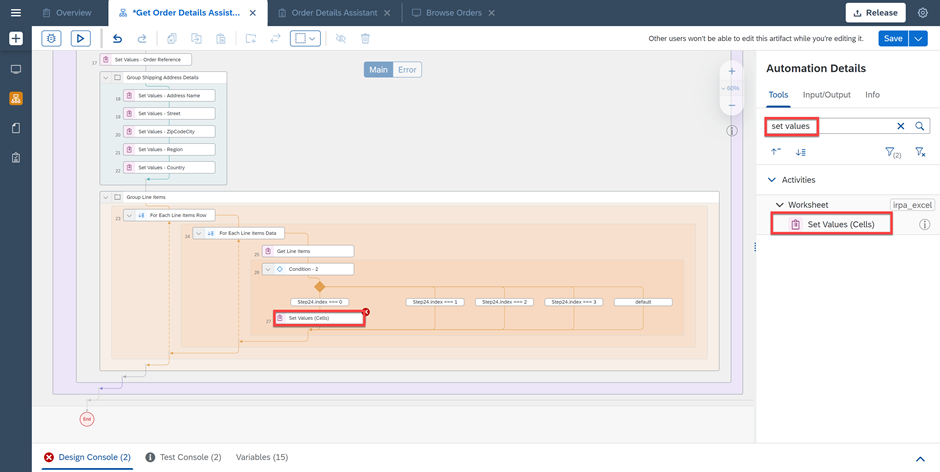 Overview
*Get Order Details Assist...
Order Details Assistant
Browse Orders
Release
Other users won't be able to edit this artifact while you're editing it.
Save
Main
Error
60%
17
Set Values - Order Reference
Group Shipping Address Details
18
Set Values - Address Name
19
Set Values - Street
20
Set Values - ZipCodeCity
21
Set Values - Region
22
Set Values - Country
Group Line Items
23
For Each Line Items Row
24
For Each Line Items Data
25
Get Line Items
26
Condition - 2
Step24.index === 0
Step24.index === 1
Step24.index === 2
Step24.index === 3
default
27
Set Values (Cells)
End
Automation Details
Tools
Input/Output
Info
set values
(2)
Activities
Worksheet
irpa_excel
Set Values (Cells)
Design Console (2)
Test Console (2)
Variables (15)